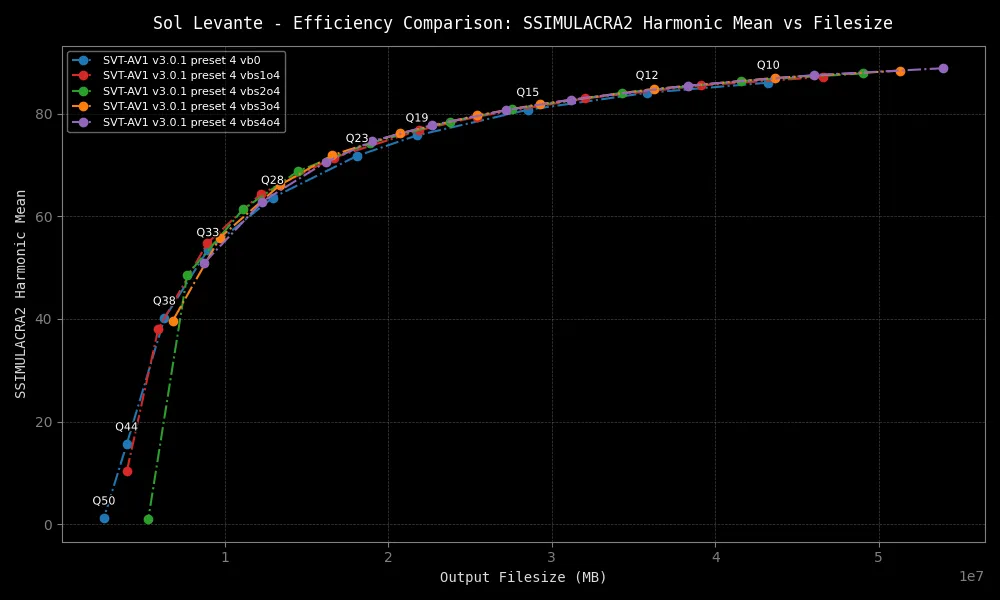 Sol Levante - Efficiency Comparison: SSIMULACRA2 Harmonic Mean vs Filesize
SVT-AV1 v3.0.1 preset 4 vb0
SVT-AV1 v3.0.1 preset 4 vbs1o4
SVT-AV1 v3.0.1 preset 4 vbs2o4
SVT-AV1 v3.0.1 preset 4 vbs3o4
SVT-AV1 v3.0.1 preset 4 vbs4o4
Q10
Q12
Q15
Q19
Q23
Q28
Q33
Q38
Q44
Q50
80
60
40
20
0
SSIMULACRA2 Harmonic Mean
1 2 3 4 5
1e7
Output Filesize (MB)